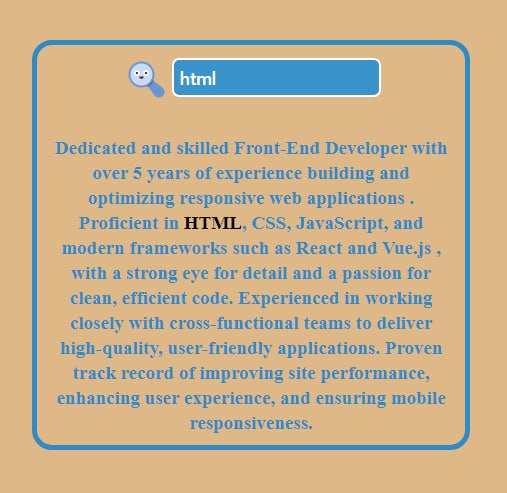 html
Dedicated and skilled Front-End Developer with
over 5 years of experience building and
optimizing responsive web applications .
Proficient in HTML, CSS, JavaScript, and
modern frameworks such as React and Vue.js ,
with a strong eye for detail and a passion for
clean, efficient code. Experienced in working
closely with cross-functional teams to deliver
high-quality, user-friendly applications. Proven
track record of improving site performance,
enhancing user experience, and ensuring mobile
responsiveness.